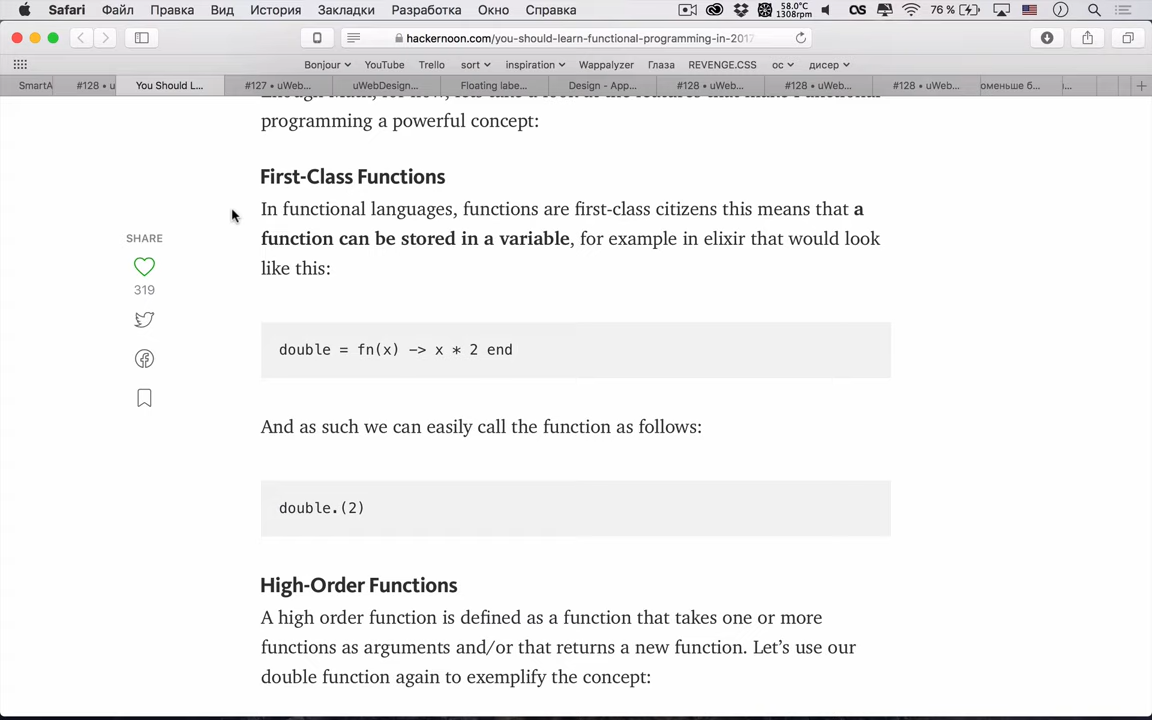 Safari Файл Правка Вид История Закладки Разработка Окно Справка 58.0°C 1308rpm OS 76 %
hackernoon.com/you-should-learn-functional-programming-in-2017
Bonjour YouTube Trello sort inspiration Wappalyzer Глаза REVENGE.CSS ос дисер
SmartA #128 • u You Should L... #127 • uWeb... uWebDesign... Floating labe... Design - App... #128 • uWeb... #128 • uWeb... #128 • uWeb... оменьше б...
programming a powerful concept:
First-Class Functions
In functional languages, functions are first-class citizens this means that a
function can be stored in a variable, for example in elixir that would look
like this:
SHARE
319
double = fn(x) -> x * 2 end
And as such we can easily call the function as follows:
double.(2)
High-Order Functions
A high order function is defined as a function that takes one or more
functions as arguments and/or that returns a new function. Let’s use our
double function again to exemplify the concept: